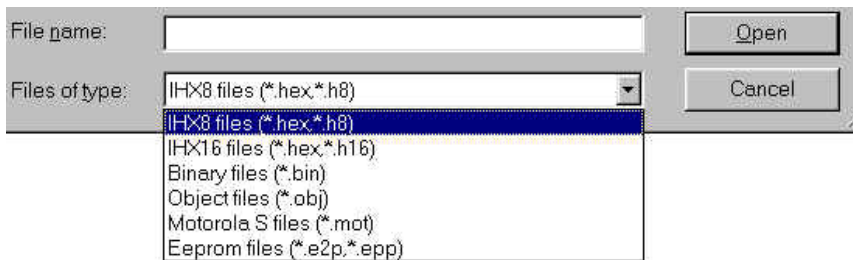 File name:
Open
Files of type:
IHX8 files (*.hex,*.h8)
Cancel
IHX8 files (*.hex,*.h8)
IHX16 files (*.hex,*.h16)
Binary files (*.bin)
Object files (*.obj)
Motorola S files (*.mot)
Eeprom files (*.e2p,*.epp)